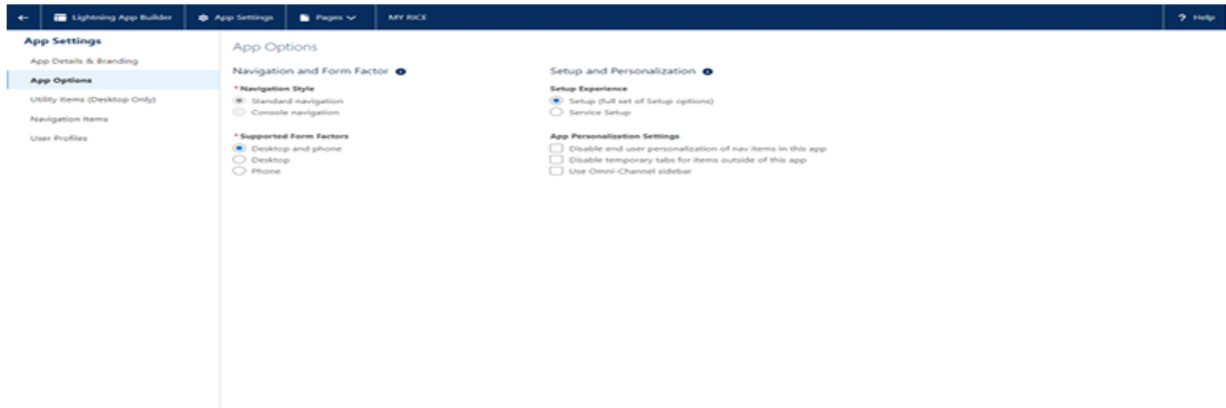 Lightning App Builder
App Settings
Pages
MY RICE
? Help
App Settings
App Details & Branding
App Options
Utility Items (Desktop Only)
Navigation Items
User Profiles
App Options
Navigation and Form Factor
* Navigation Style
Standard navigation
Console navigation
* Supported Form Factors
Desktop and phone
Desktop
Phone
Setup and Personalization
Setup Experience
Setup (full set of Setup options)
Service Setup
App Personalization Settings
Disable end user personalization of nav items in this app
Disable temporary tabs for items outside of this app
Use Omni-Channel sidebar